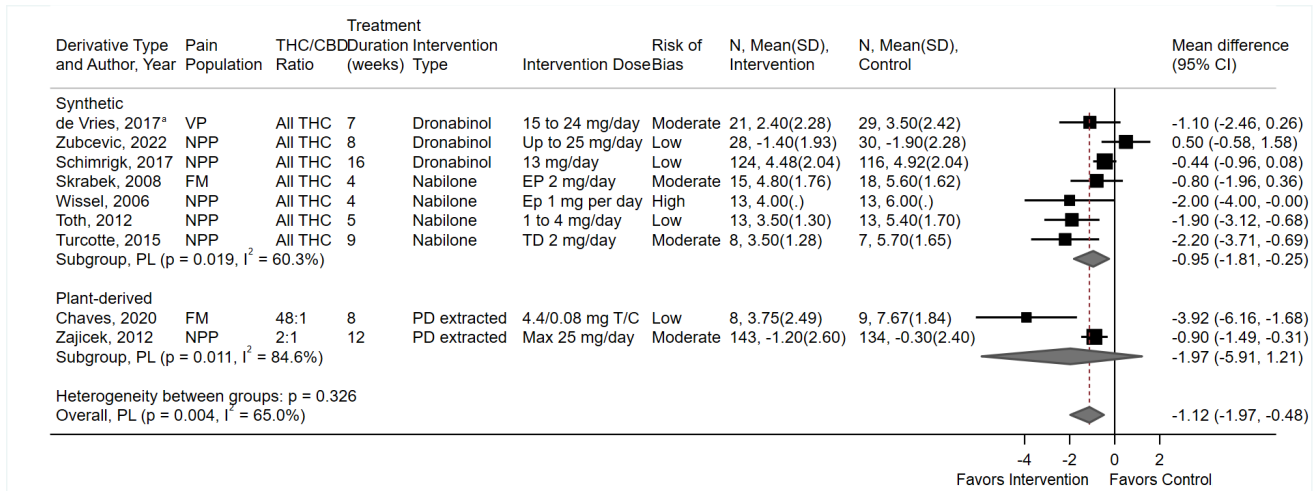 Treatment
Derivative Type Pain THC/CBD Duration Intervention Risk of N, Mean(SD), N, Mean(SD), Mean difference
and Author, Year Population Ratio (weeks) Type Intervention Dose Bias Intervention Control (95% CI)
Synthetic
de Vries, 2017ᵃ VP All THC 7 Dronabinol 15 to 24 mg/day Moderate 21, 2.40(2.28) 29, 3.50(2.42) -1.10 (-2.46, 0.26)
Zubcevic, 2022 NPP All THC 8 Dronabinol Up to 25 mg/day Low 28, -1.40(1.93) 30, -1.90(2.28) 0.50 (-0.58, 1.58)
Schimrigk, 2017 NPP All THC 16 Dronabinol 13 mg/day Low 124, 4.48(2.04) 116, 4.92(2.04) -0.44 (-0.96, 0.08)
Skrabek, 2008 FM All THC 4 Nabilone EP 2 mg/day Moderate 15, 4.80(1.76) 18, 5.60(1.62) -0.80 (-1.96, 0.36)
Wissel, 2006 NPP All THC 4 Nabilone Ep 1 mg per day High 13, 4.00(.) 13, 6.00(.) -2.00 (-4.00, -0.00)
Toth, 2012 NPP All THC 5 Nabilone 1 to 4 mg/day Low 13, 3.50(1.30) 13, 5.40(1.70) -1.90 (-3.12, -0.68)
Turcotte, 2015 NPP All THC 9 Nabilone TD 2 mg/day Moderate 8, 3.50(1.28) 7, 5.70(1.65) -2.20 (-3.71, -0.69)
Subgroup, PL (p = 0.019, I² = 60.3%) -0.95 (-1.81, -0.25)
Plant-derived
Chaves, 2020 FM 48:1 8 PD extracted 4.4/0.08 mg T/C Low 8, 3.75(2.49) 9, 7.67(1.84) -3.92 (-6.16, -1.68)
Zajicek, 2012 NPP 2:1 12 PD extracted Max 25 mg/day Moderate 143, -1.20(2.60) 134, -0.30(2.40) -0.90 (-1.49, -0.31)
Subgroup, PL (p = 0.011, I² = 84.6%) -1.97 (-5.91, 1.21)
Heterogeneity between groups: p = 0.326
Overall, PL (p = 0.004, I² = 65.0%) -1.12 (-1.97, -0.48)
-4 -2 0 2
Favors Intervention Favors Control